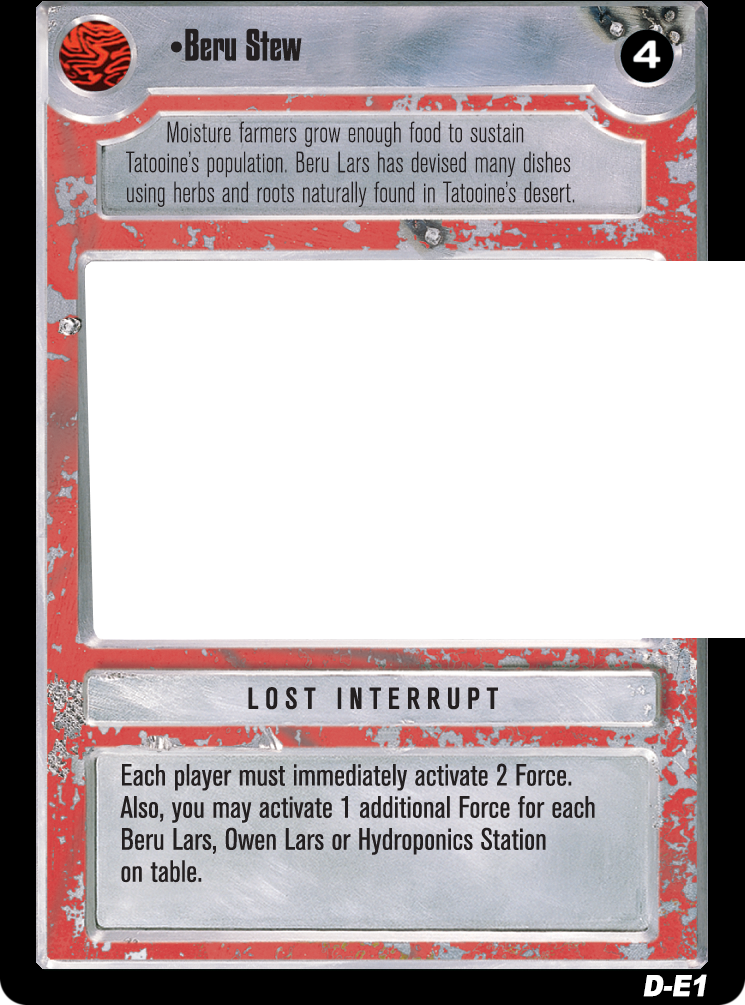 •Beru Stew
4
Moisture farmers grow enough food to sustain
Tatooine's population. Beru Lars has devised many dishes
using herbs and roots naturally found in Tatooine's desert.
LOST INTERRUPT
Each player must immediately activate 2 Force.
Also, you may activate 1 additional Force for each
Beru Lars, Owen Lars or Hydroponics Station
on table.
D-E1